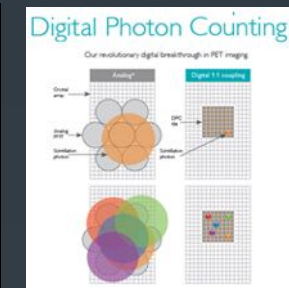 Digital Photon Counting
Our revolutionary digital breakthrough in PET imaging
Analog*
Digital 1:1 coupling
Crystal
array
Analog
PMT
Scintillation
photon
DPC
tile
Scintillation
photon